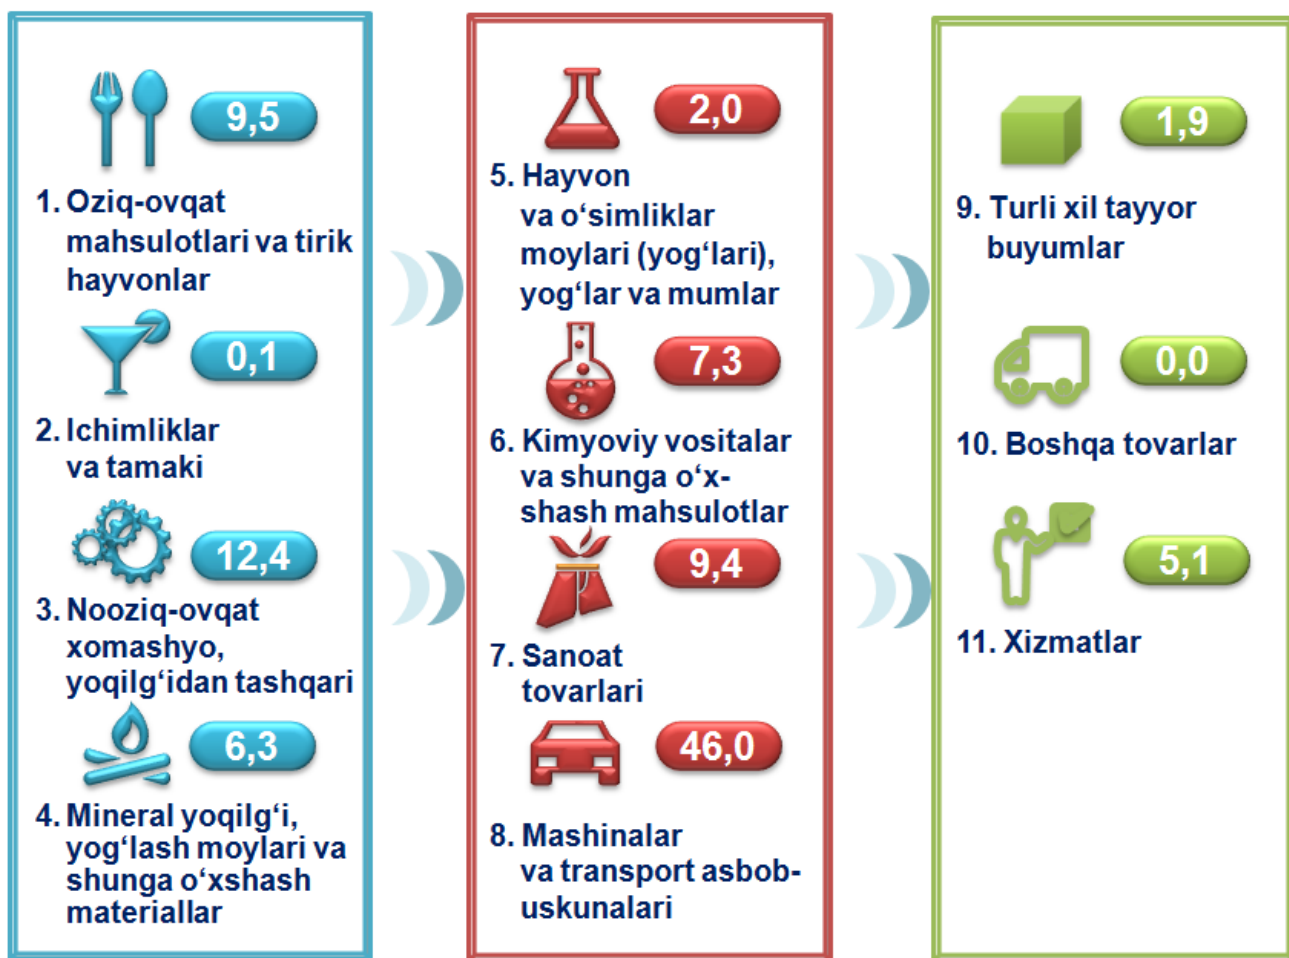 9,5
1. Oziq-ovqat
mahsulotlari va tirik
hayvonlar
0,1
2. Ichimliklar
va tamaki
12,4
3. Nooziq-ovqat
xomashyo,
yoqilg‘idan tashqari
6,3
4. Mineral yoqilg‘i,
yog‘lash moylari va
shunga o‘xshash
materiallar
2,0
5. Hayvon
va o‘simliklar
moylari (yog‘lari),
yog‘lar va mumlar
7,3
6. Kimyoviy vositalar
va shunga o‘x-
shash mahsulotlar
9,4
7. Sanoat
tovarlari
46,0
8. Mashinalar
va transport asbob-
uskunalari
1,9
9. Turli xil tayyor
buyumlar
0,0
10. Boshqa tovarlar
5,1
11. Xizmatlar